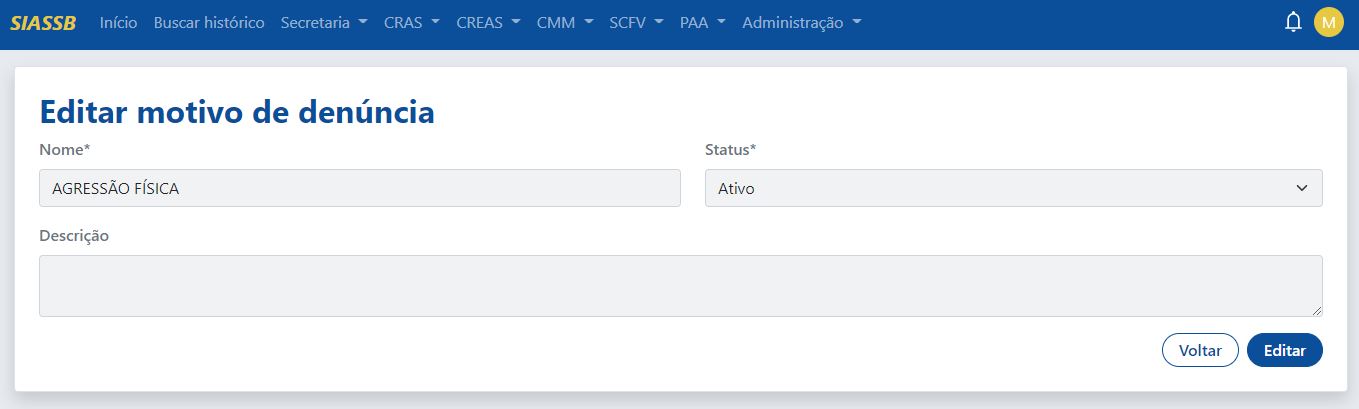 SIASSB Início Buscar histórico Secretaria CRAS CREAS CMM SCFV PAA Administração M
Editar motivo de denúncia
Nome* Status*
AGRESSÃO FÍSICA Ativo
Descrição
Voltar Editar